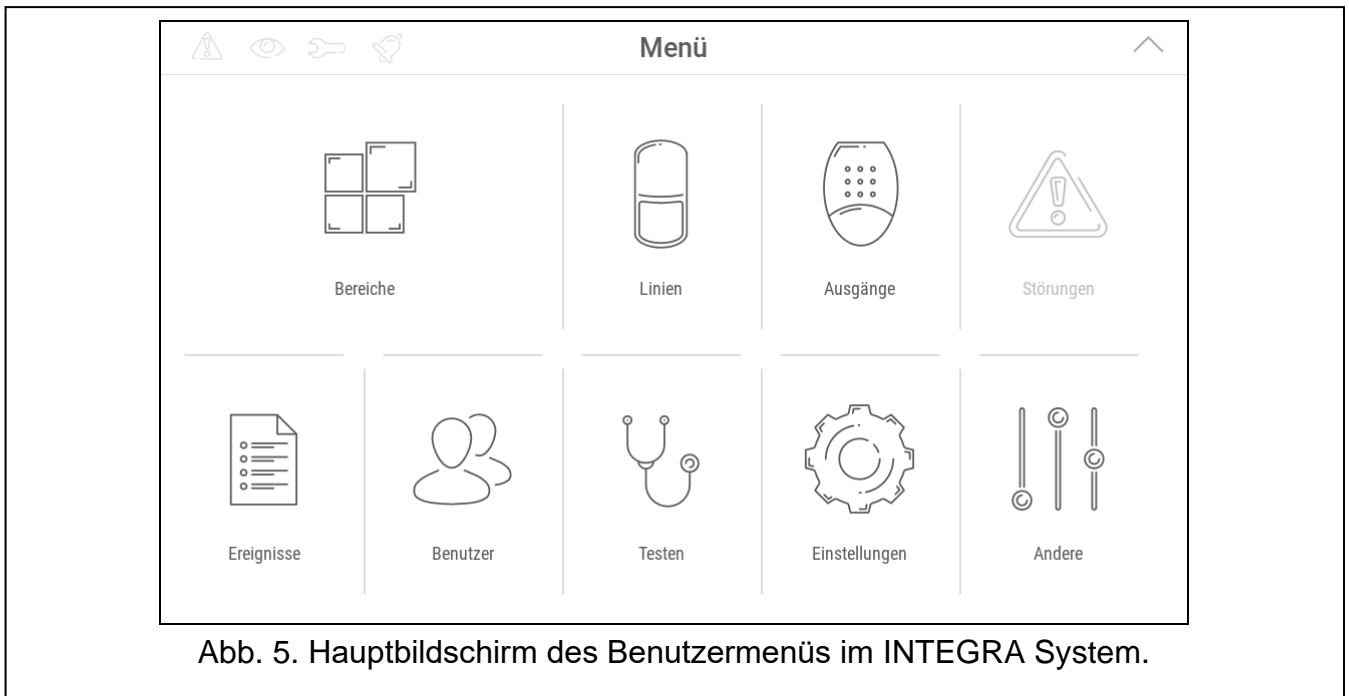 Menü
Bereiche
Linien
Ausgänge
Störungen
Ereignisse
Benutzer
Testen
Einstellungen
Andere
Abb. 5. Hauptbildschirm des Benutzermenüs im INTEGRA System.